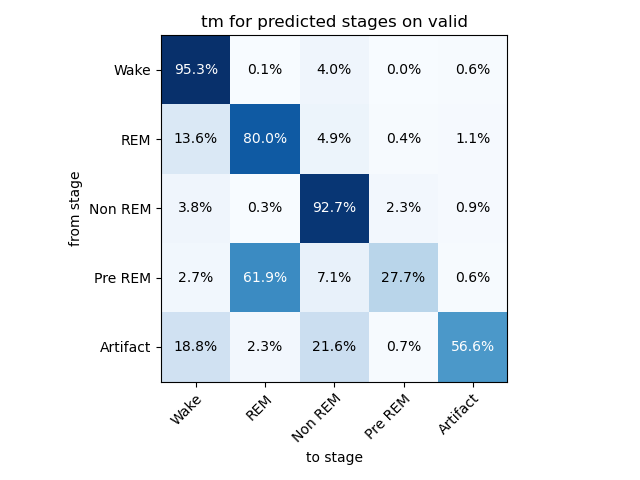 tm for predicted stages on valid
Wake 95.3% 0.1% 4.0% 0.0% 0.6%
REM 13.6% 80.0% 4.9% 0.4% 1.1%
Non REM 3.8% 0.3% 92.7% 2.3% 0.9%
Pre REM 2.7% 61.9% 7.1% 27.7% 0.6%
Artifact 18.8% 2.3% 21.6% 0.7% 56.6%
from stage
Wake REM Non REM Pre REM Artifact
to stage